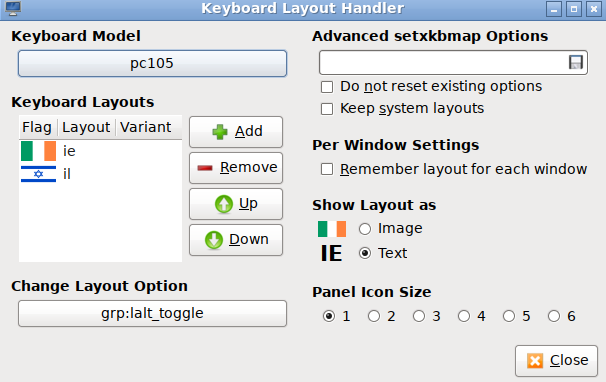 Keyboard Layout Handler
Keyboard Model
pc105
Keyboard Layouts
Flag Layout Variant
ie
il
Add
Remove
Up
Down
Change Layout Option
grp:lalt_toggle
Advanced setxkbmap Options
Do not reset existing options
Keep system layouts
Per Window Settings
Remember layout for each window
Show Layout as
Image
IE Text
Panel Icon Size
1 2 3 4 5 6
Close